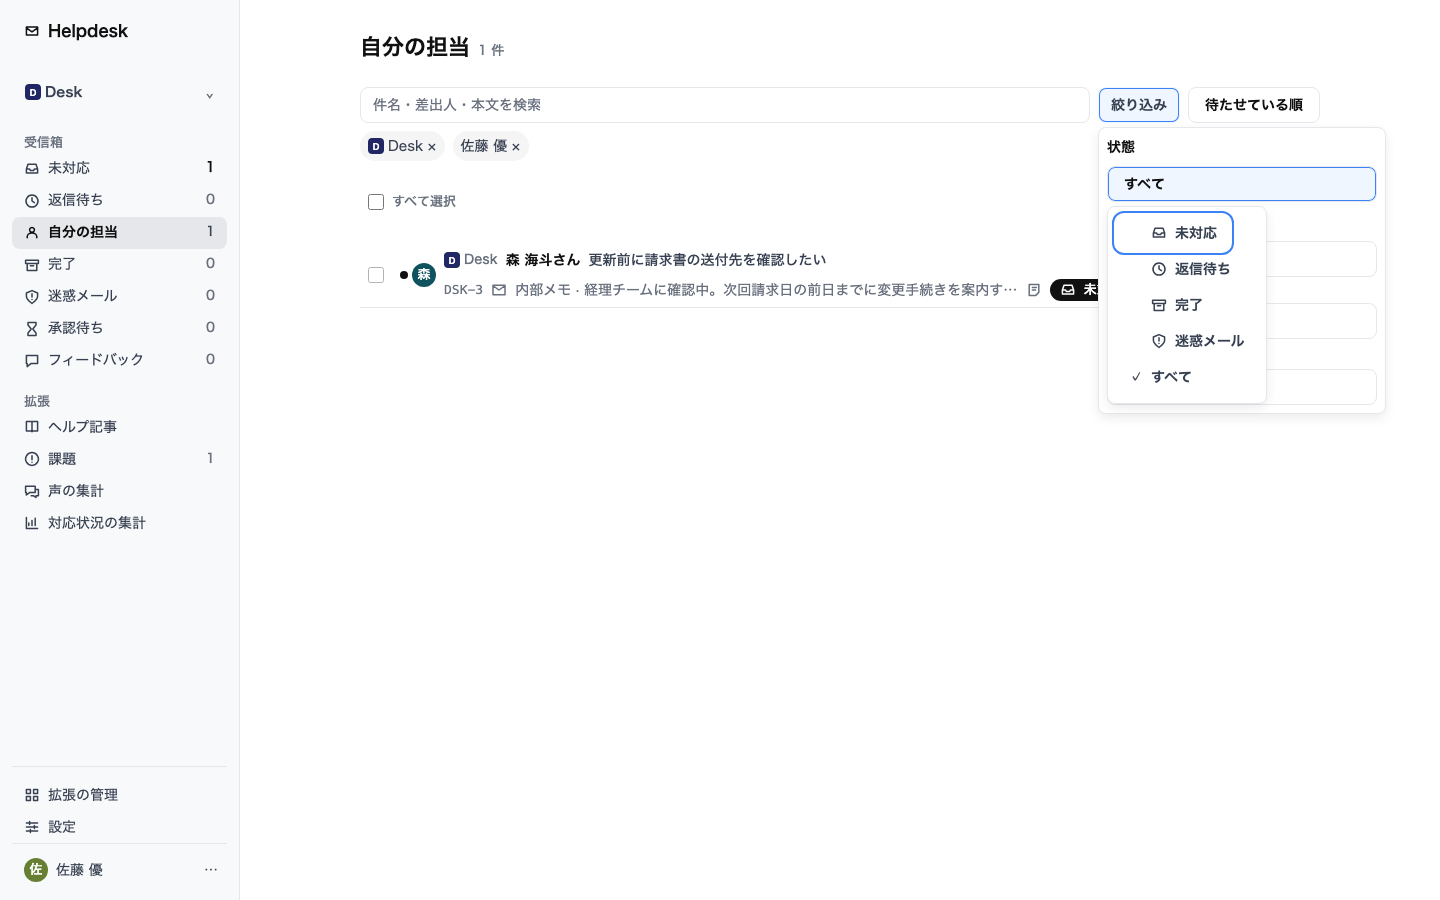 Helpdesk
D Desk
受信箱
未対応 1
返信待ち 0
自分の担当 1
完了 0
迷惑メール 0
承認待ち 0
フィードバック 0
拡張
ヘルプ記事
課題 1
声の集計
対応状況の集計
拡張の管理
設定
佐 佐藤 優 …
自分の担当 1 件
件名・差出人・本文を検索
絞り込み
待たせている順
D Desk ×
佐藤 優 ×
すべて選択
森
D Desk 森 海斗さん 更新前に請求書の送付先を確認したい
DSK-3 内部メモ · 経理チームに確認中。次回請求日の前日までに変更手続きを案内す…
未
状態
すべて
未対応
返信待ち
完了
迷惑メール
✓ すべて